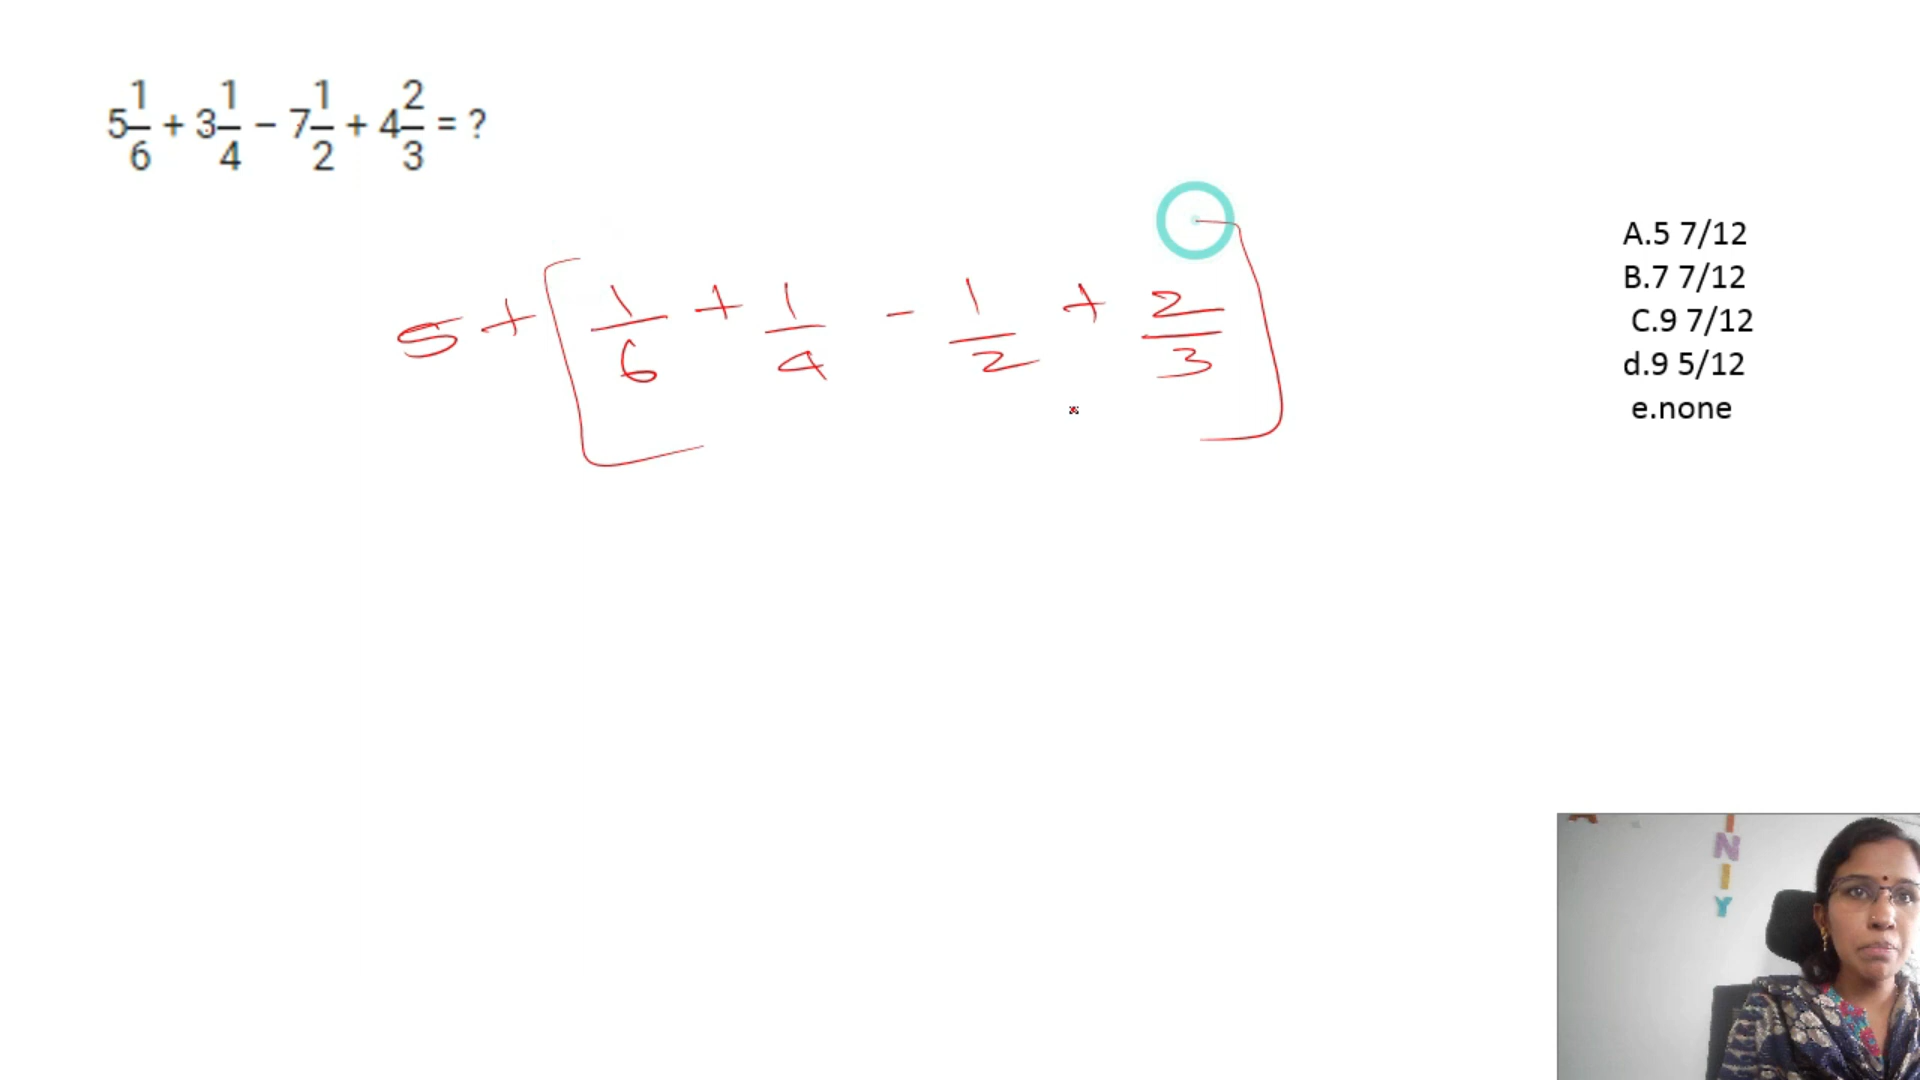 5 1/6 + 3 1/4 − 7 1/2 + 4 2/3 = ?
5 + [ 1/6 + 1/4 - 1/2 + 2/3 ]
A.5 7/12
B.7 7/12
C.9 7/12
d.9 5/12
e.none
N
I
Y